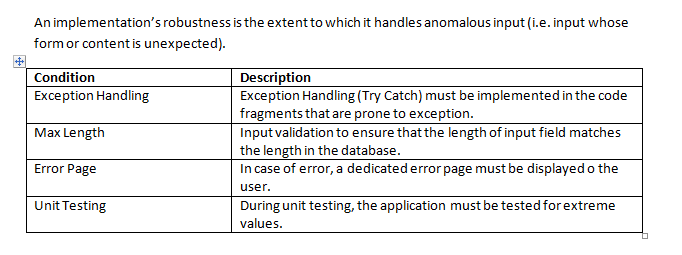 An implementation's robustness is the extent to which it handles anomalous input (i.e. input whose
form or content is unexpected).
Condition Description
Exception Handling Exception Handling (Try Catch) must be implemented in the code
fragments that are prone to exception.
Max Length Input validation to ensure that the length of input field matches
the length in the database.
Error Page In case of error, a dedicated error page must be displayed o the
user.
Unit Testing During unit testing, the application must be tested for extreme
values.